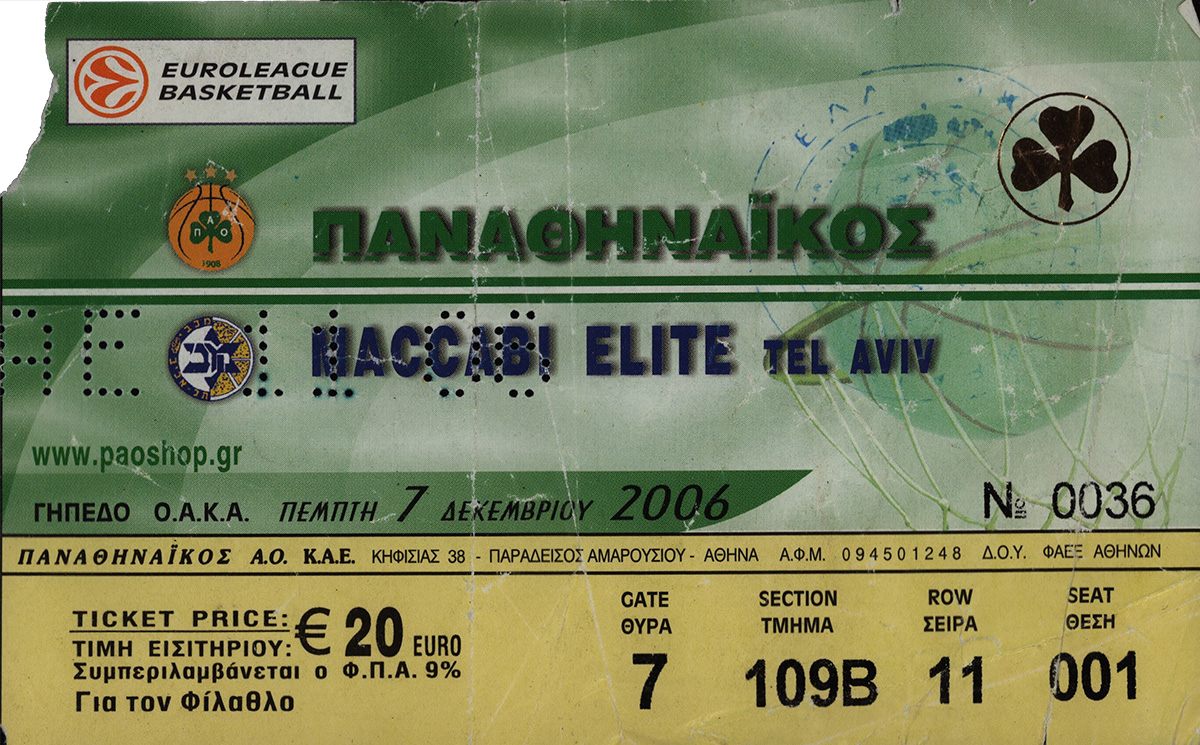 EUROLEAGUE
BASKETBALL
Π Α Ο
1908
ΠΑΝΑΘΗΝΑΪΚΟΣ
MACCABI ELITE TEL AVIV
www.paoshop.gr
ΓΗΠΕΔΟ Ο.Α.Κ.Α. ΠΕΜΠΤΗ 7 ΔΕΚΕΜΒΡΙΟΥ 2006
№ 0036
ΠΑΝΑΘΗΝΑΪΚΟΣ Α.Ο. Κ.Α.Ε. ΚΗΦΙΣΙΑΣ 38 - ΠΑΡΑΔΕΙΣΟΣ ΑΜΑΡΟΥΣΙΟΥ - ΑΘΗΝΑ Α.Φ.Μ. 094501248 Δ.Ο.Υ. ΦΑΕΕ ΑΘΗΝΩΝ
TICKET PRICE:
ΤΙΜΗ ΕΙΣΙΤΗΡΙΟΥ: € 20 EURO
Συμπεριλαμβάνεται ο Φ.Π.Α. 9%
Για τον Φίλαθλο
GATE SECTION ROW SEAT
ΘΥΡΑ ΤΜΗΜΑ ΣΕΙΡΑ ΘΕΣΗ
7 109B 11 001